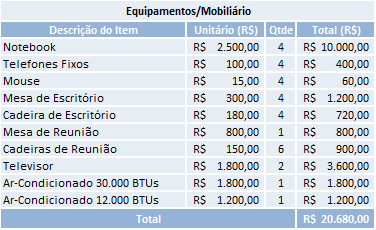 Equipamentos/Mobiliário
Descrição do Item Unitário (R$) Qtde Total (R$)
Notebook R$ 2.500,00 4 R$ 10.000,00
Telefones Fixos R$ 100,00 4 R$ 400,00
Mouse R$ 15,00 4 R$ 60,00
Mesa de Escritório R$ 300,00 4 R$ 1.200,00
Cadeira de Escritório R$ 180,00 4 R$ 720,00
Mesa de Reunião R$ 800,00 1 R$ 800,00
Cadeiras de Reunião R$ 150,00 6 R$ 900,00
Televisor R$ 1.800,00 2 R$ 3.600,00
Ar-Condicionado 30.000 BTUs R$ 1.800,00 1 R$ 1.800,00
Ar-Condicionado 12.000 BTUs R$ 1.200,00 1 R$ 1.200,00
Total R$ 20.680,00